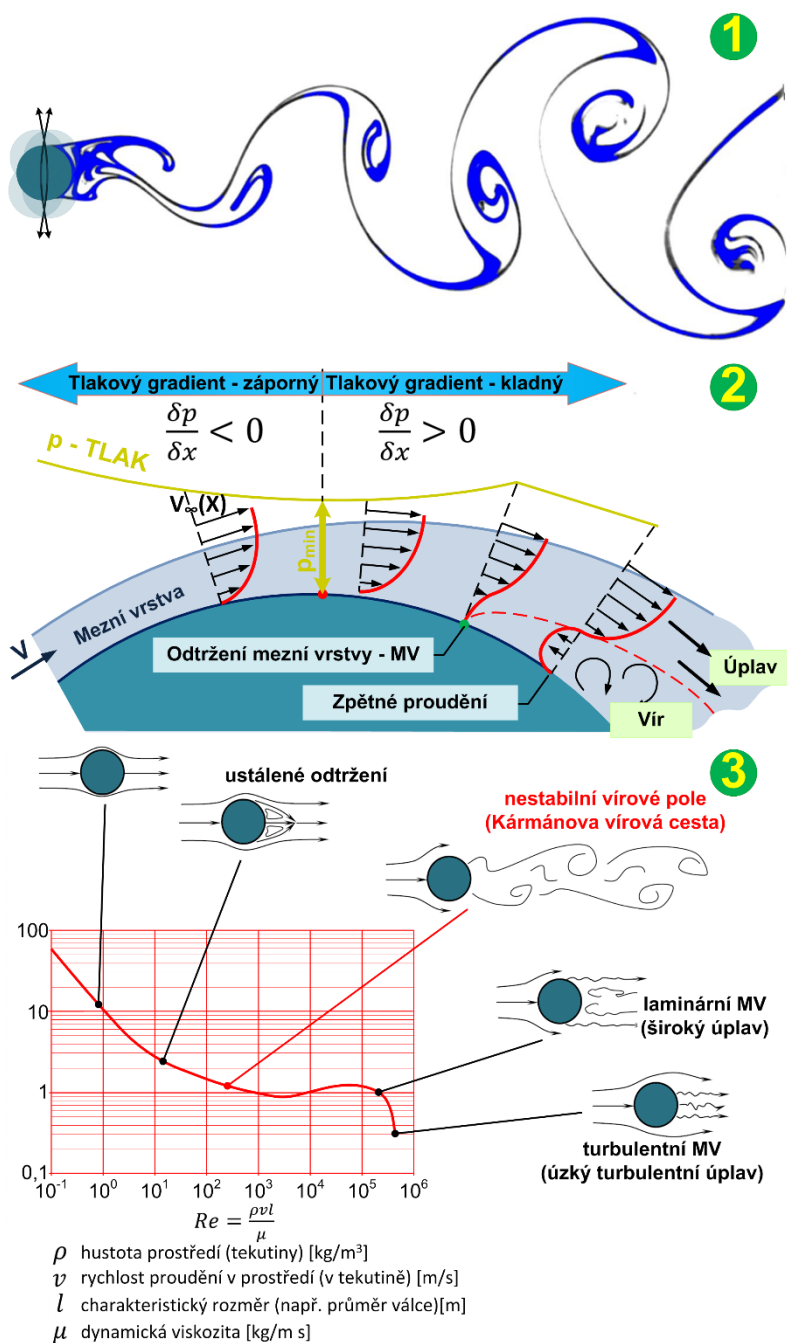 1
Tlakový gradient - záporný Tlakový gradient - kladný
2
δp/δx < 0
δp/δx > 0
p - TLAK
V∞(X)
pmin
Mezní vrstva
V
Odtržení mezní vrstvy - MV
Zpětné proudění
Úplav
Vír
3
ustálené odtržení
nestabilní vírové pole
(Kármánova vírová cesta)
laminární MV
(široký úplav)
turbulentní MV
(úzký turbulentní úplav)
100
10
1
0,1
10⁻¹ 10⁰ 10¹ 10² 10³ 10⁴ 10⁵ 10⁶
Re = ρvl/μ
ρ hustota prostředí (tekutiny) [kg/m³]
v rychlost proudění v prostředí (v tekutině) [m/s]
l charakteristický rozměr (např. průměr válce)[m]
μ dynamická viskozita [kg/m s]